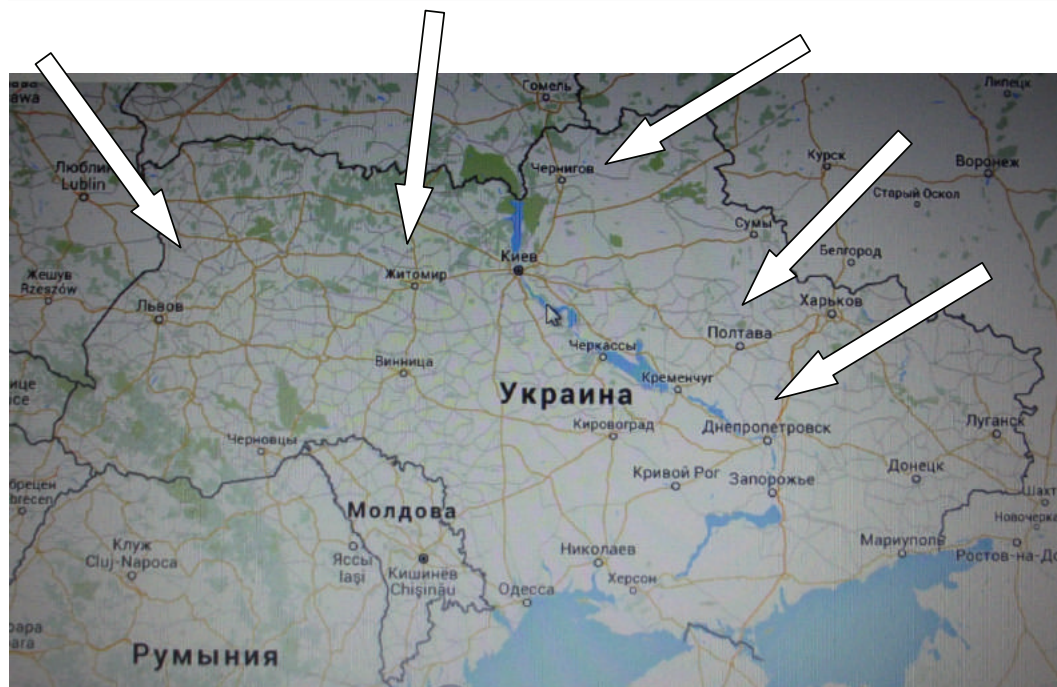 Гомель
Липецк
Люблин
Lublin
Чернигов
Курск
Воронеж
Старый Оскол
Сумы
Белгород
Киев
Жешув
Rzeszów
Житомир
Львов
Харьков
Полтава
Черкассы
Винница
Кременчуг
Украина
Кировоград
Днепропетровск
Луганск
Черновцы
Донецк
Кривой Рог
Запорожье
Молдова
Мариуполь
Клуж
Cluj-Napoca
Яссы
Iași
Кишинёв
Chișinău
Николаев
Херсон
Одесса
Румыния